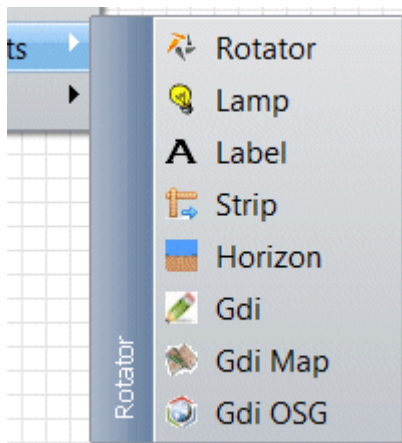 ts
Rotator
Lamp
Label
Strip
Horizon
Gdi
Gdi Map
Gdi OSG
Rotator